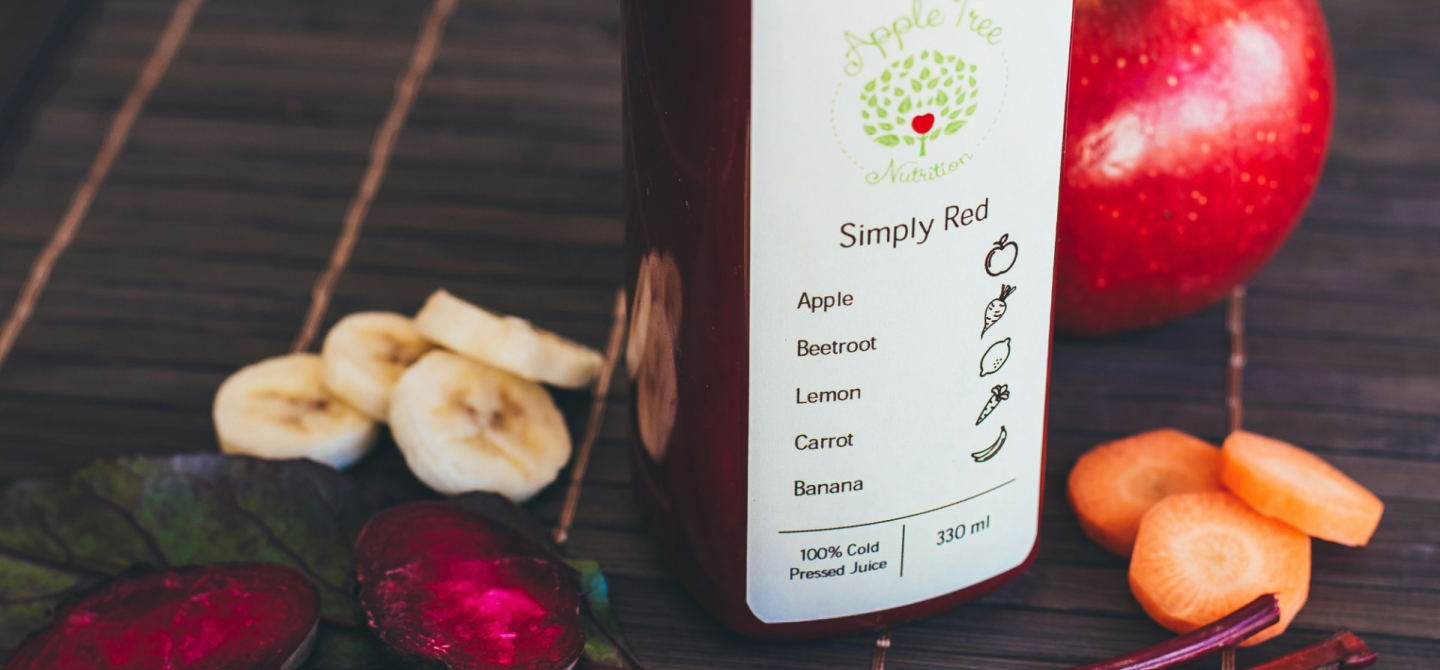 Apple Tree
Nutrition
Simply Red
Apple
Beetroot
Lemon
Carrot
Banana
100% Cold
Pressed Juice
330 ml